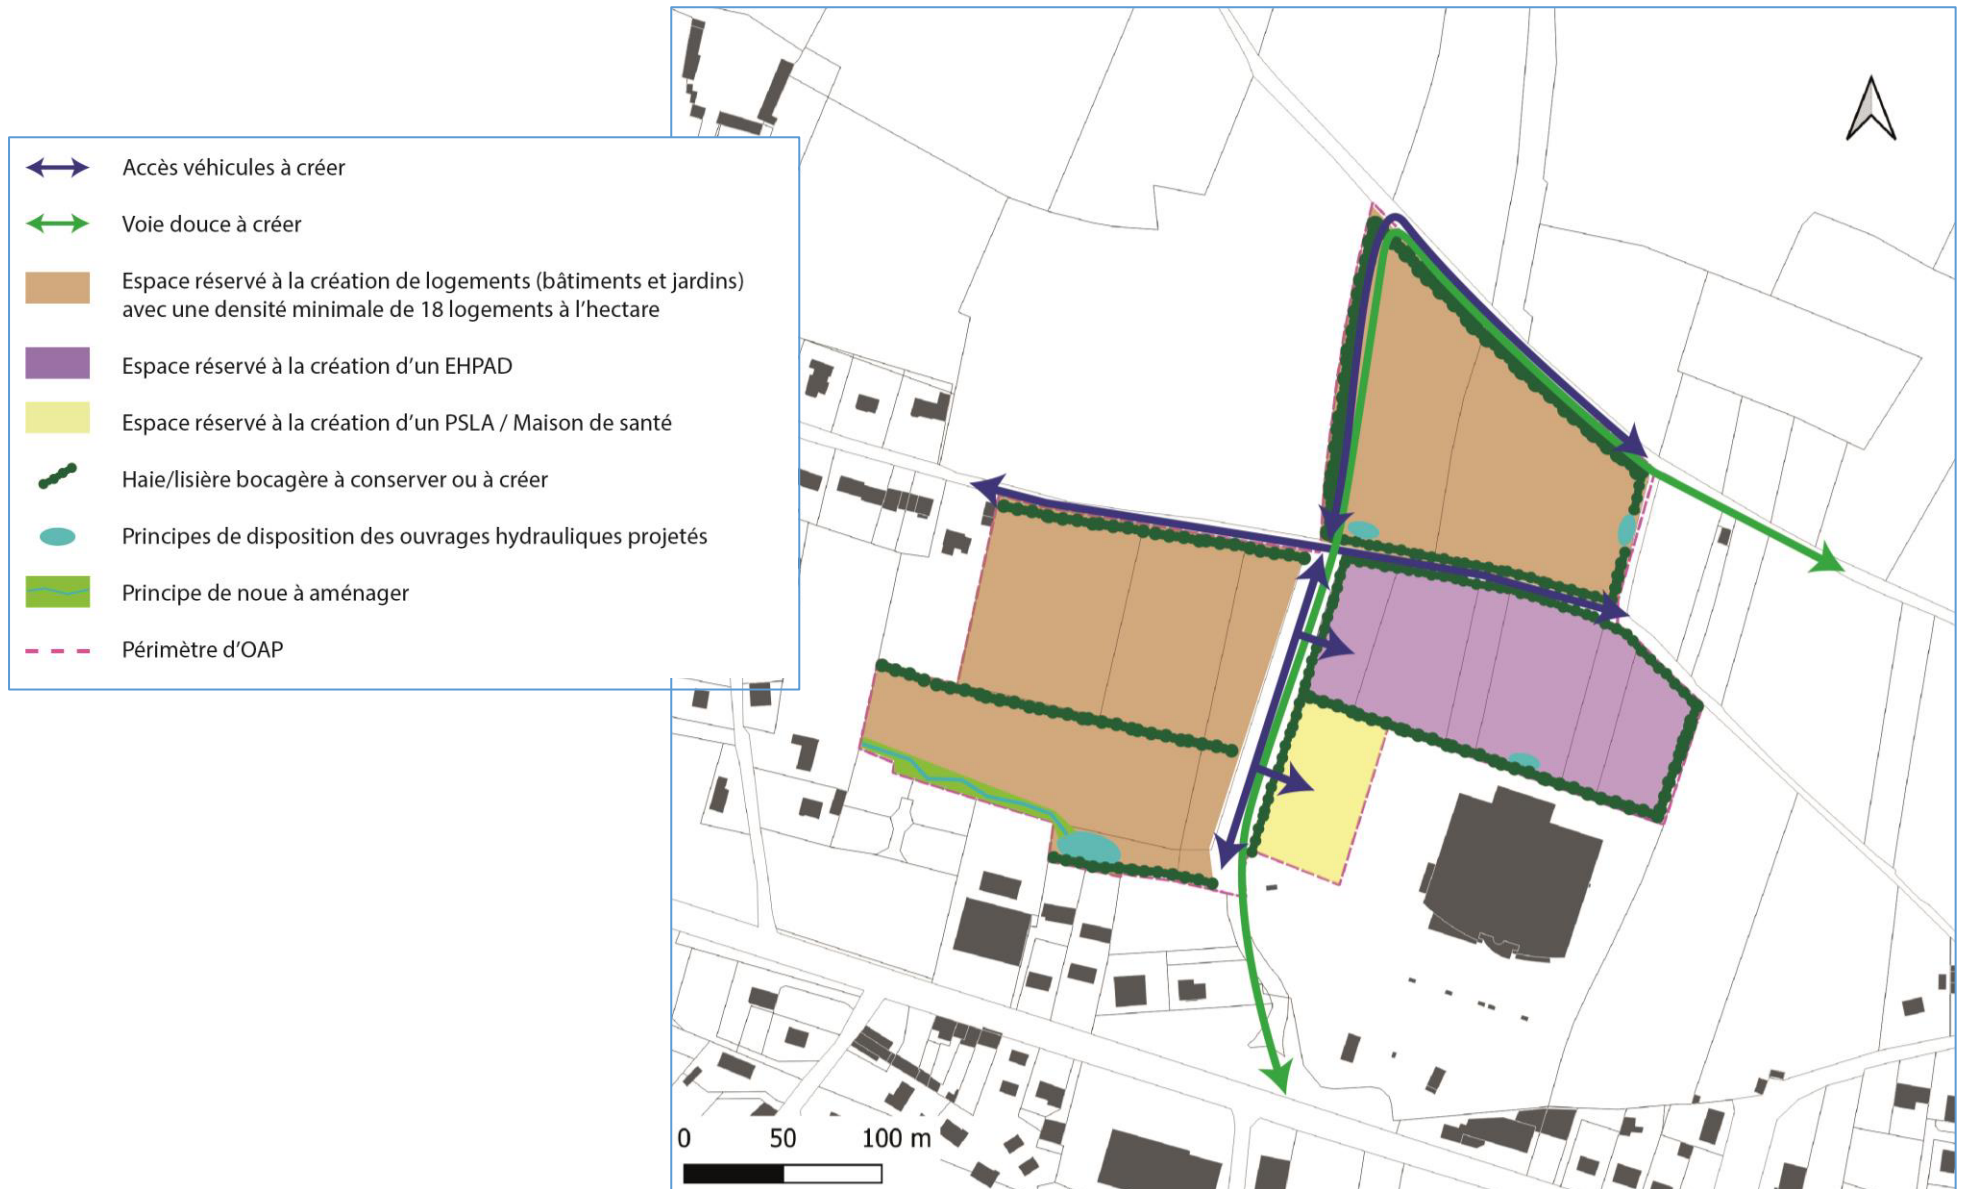 Accès véhicules à créer
Voie douce à créer
Espace réservé à la création de logements (bâtiments et jardins)
avec une densité minimale de 18 logements à l'hectare
Espace réservé à la création d'un EHPAD
Espace réservé à la création d'un PSLA / Maison de santé
Haie/lisière bocagère à conserver ou à créer
Principes de disposition des ouvrages hydrauliques projetés
Principe de noue à aménager
Périmètre d'OAP
0 50 100 m